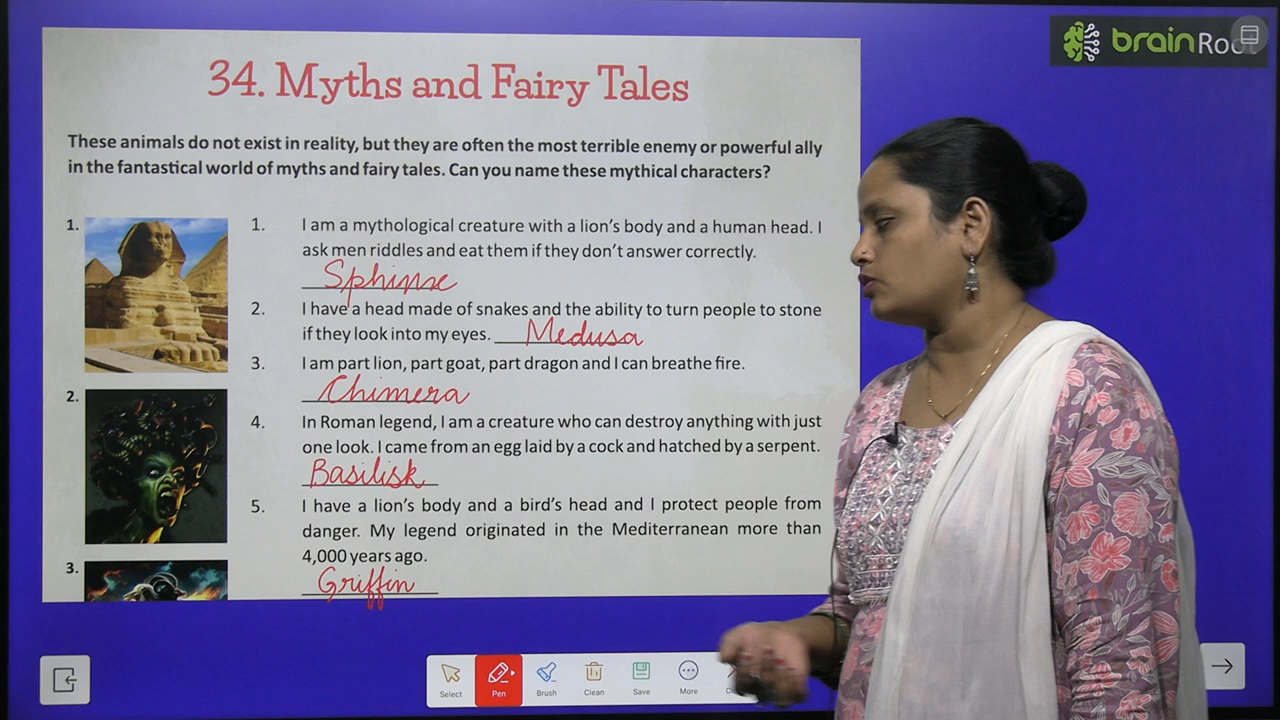 brainRoot
34. Myths and Fairy Tales
These animals do not exist in reality, but they are often the most terrible enemy or powerful ally
in the fantastical world of myths and fairy tales. Can you name these mythical characters?
1.
1. I am a mythological creature with a lion's body and a human head. I
ask men riddles and eat them if they don't answer correctly.
Sphinx
2. I have a head made of snakes and the ability to turn people to stone
if they look into my eyes. Medusa
3. I am part lion, part goat, part dragon and I can breathe fire.
Chimera
2.
4. In Roman legend, I am a creature who can destroy anything with just
one look. I came from an egg laid by a cock and hatched by a serpent.
Basilisk
5. I have a lion's body and a bird's head and I protect people from
danger. My legend originated in the Mediterranean more than
4,000 years ago.
Griffin
3.
Select Pen Brush Clean Save More